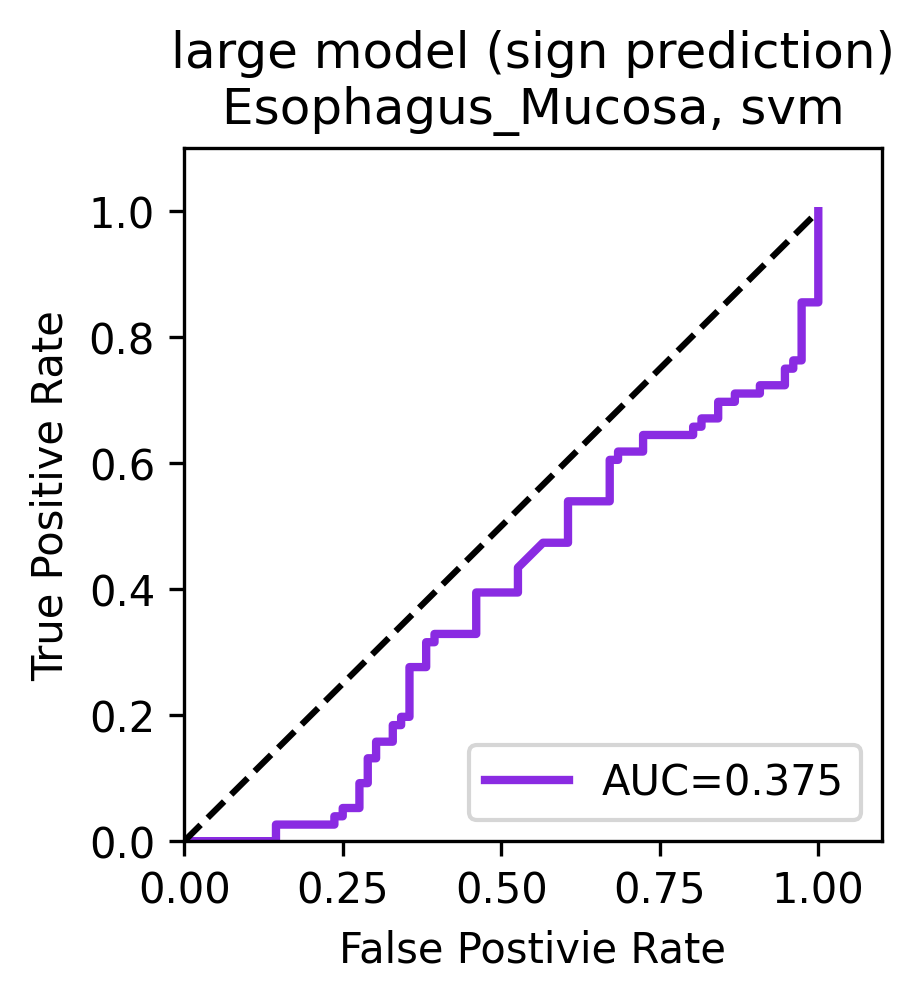 large model (sign prediction)
Esophagus_Mucosa, svm
True Positive Rate
1.0
0.8
0.6
0.4
0.2
0.0
AUC=0.375
0.00 0.25 0.50 0.75 1.00
False Postivie Rate